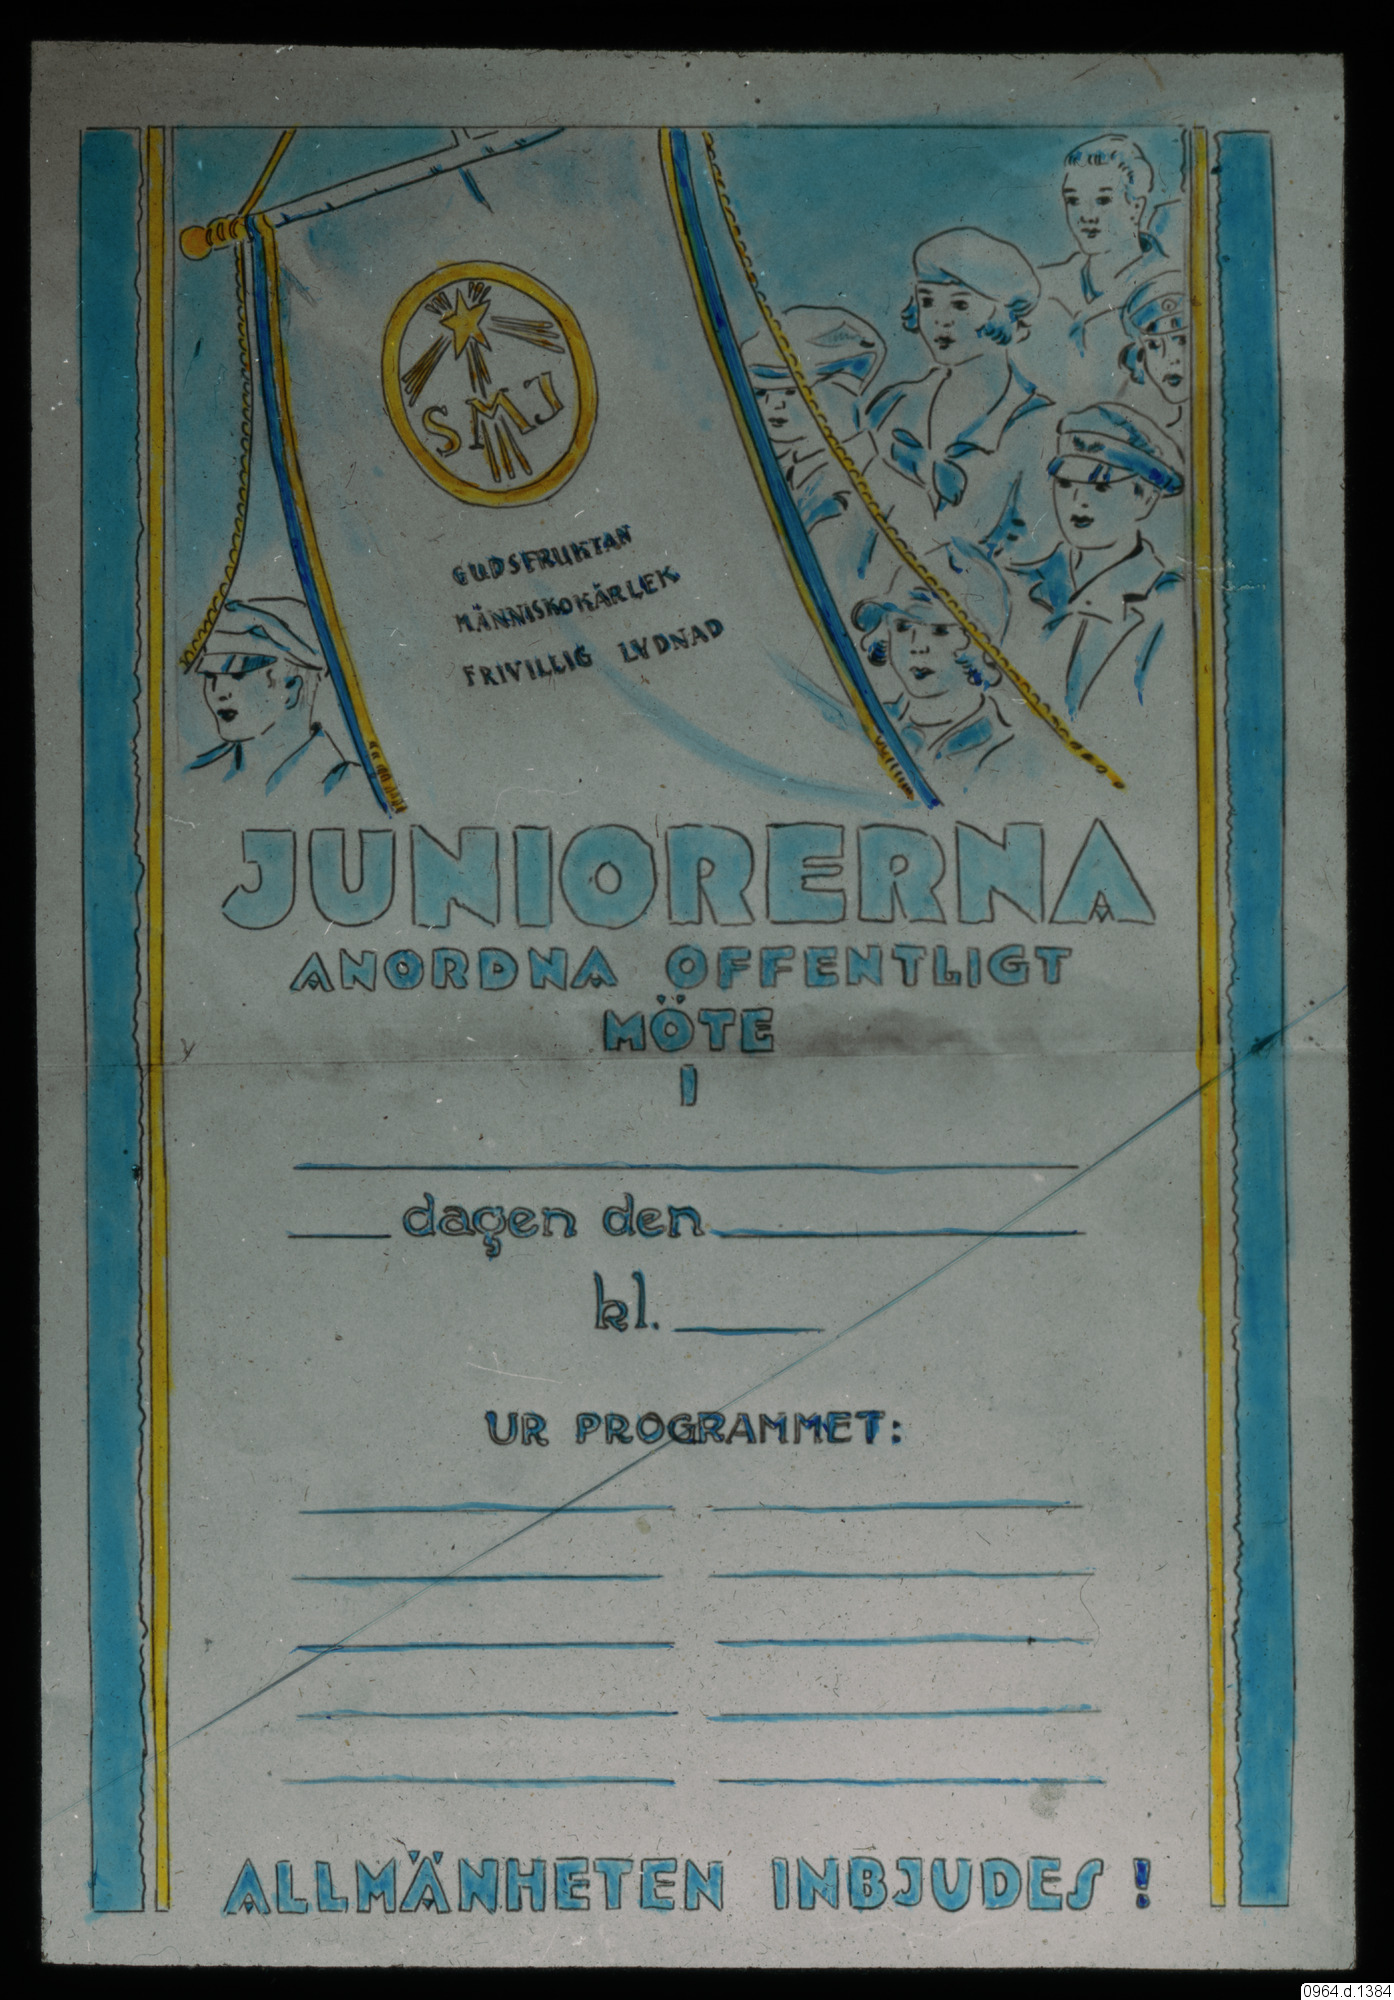 SMJ
GUDSFRUKTAN
MÄNNISKOKÄRLEK
FRIVILLIG LYDNAD
JUNIORERNA
ANORDNA OFFENTLIGT
MÖTE
I
dagen den
kl.
UR PROGRAMMET:
ALLMÄNHETEN INBJUDES!
0964.d.1384